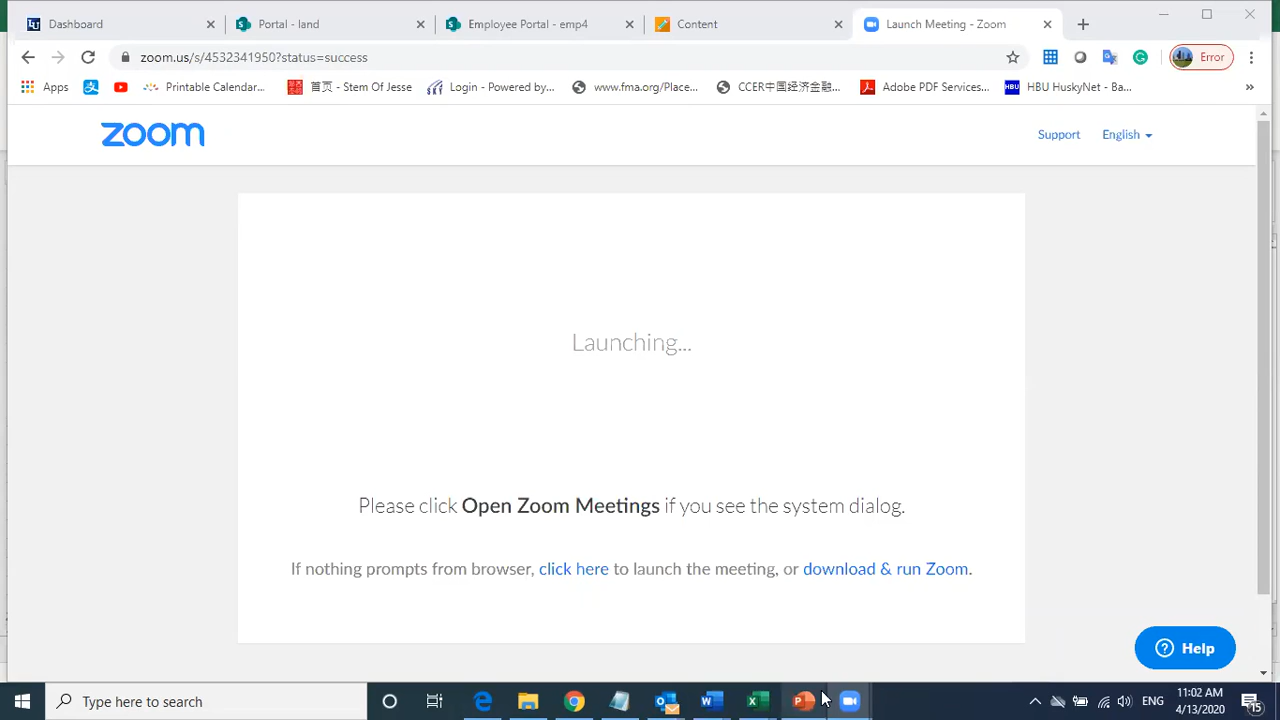 Dashboard
Portal - land
Employee Portal - emp4
Content
Launch Meeting - Zoom
zoom.us/s/4532341950?status=success
Error
Apps
Printable Calendar...
首页 - Stem Of Jesse
Login - Powered by...
www.fma.org/Place...
CCER中国经济金融...
Adobe PDF Services...
HBU HuskyNet - Ba...
zoom
Support
English
Launching...
Please click Open Zoom Meetings if you see the system dialog.
If nothing prompts from browser, click here to launch the meeting, or download & run Zoom.
Help
Type here to search
ENG
11:02 AM
4/13/2020
15